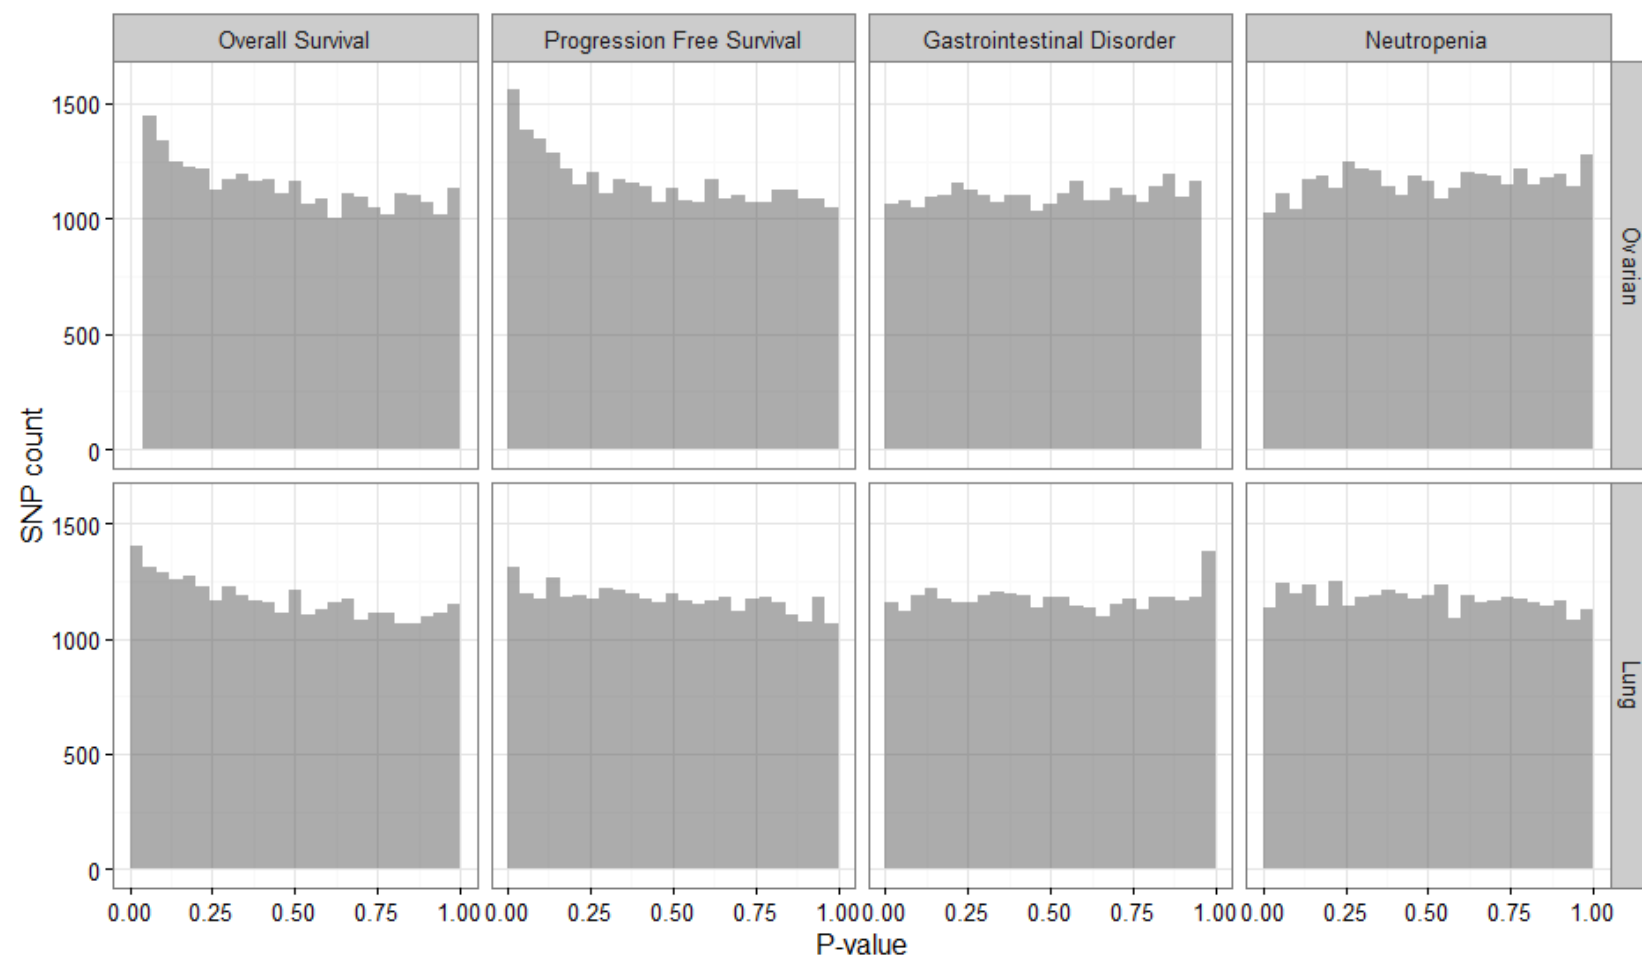 Overall Survival
Progression Free Survival
Gastrointestinal Disorder
Neutropenia
1500
1000
500
0
Ovarian
SNP count
1500
1000
500
0
Lung
0.00 0.25 0.50 0.75 1.00 0.00 0.25 0.50 0.75 1.00 0.00 0.25 0.50 0.75 1.00 0.00 0.25 0.50 0.75 1.00
P-value